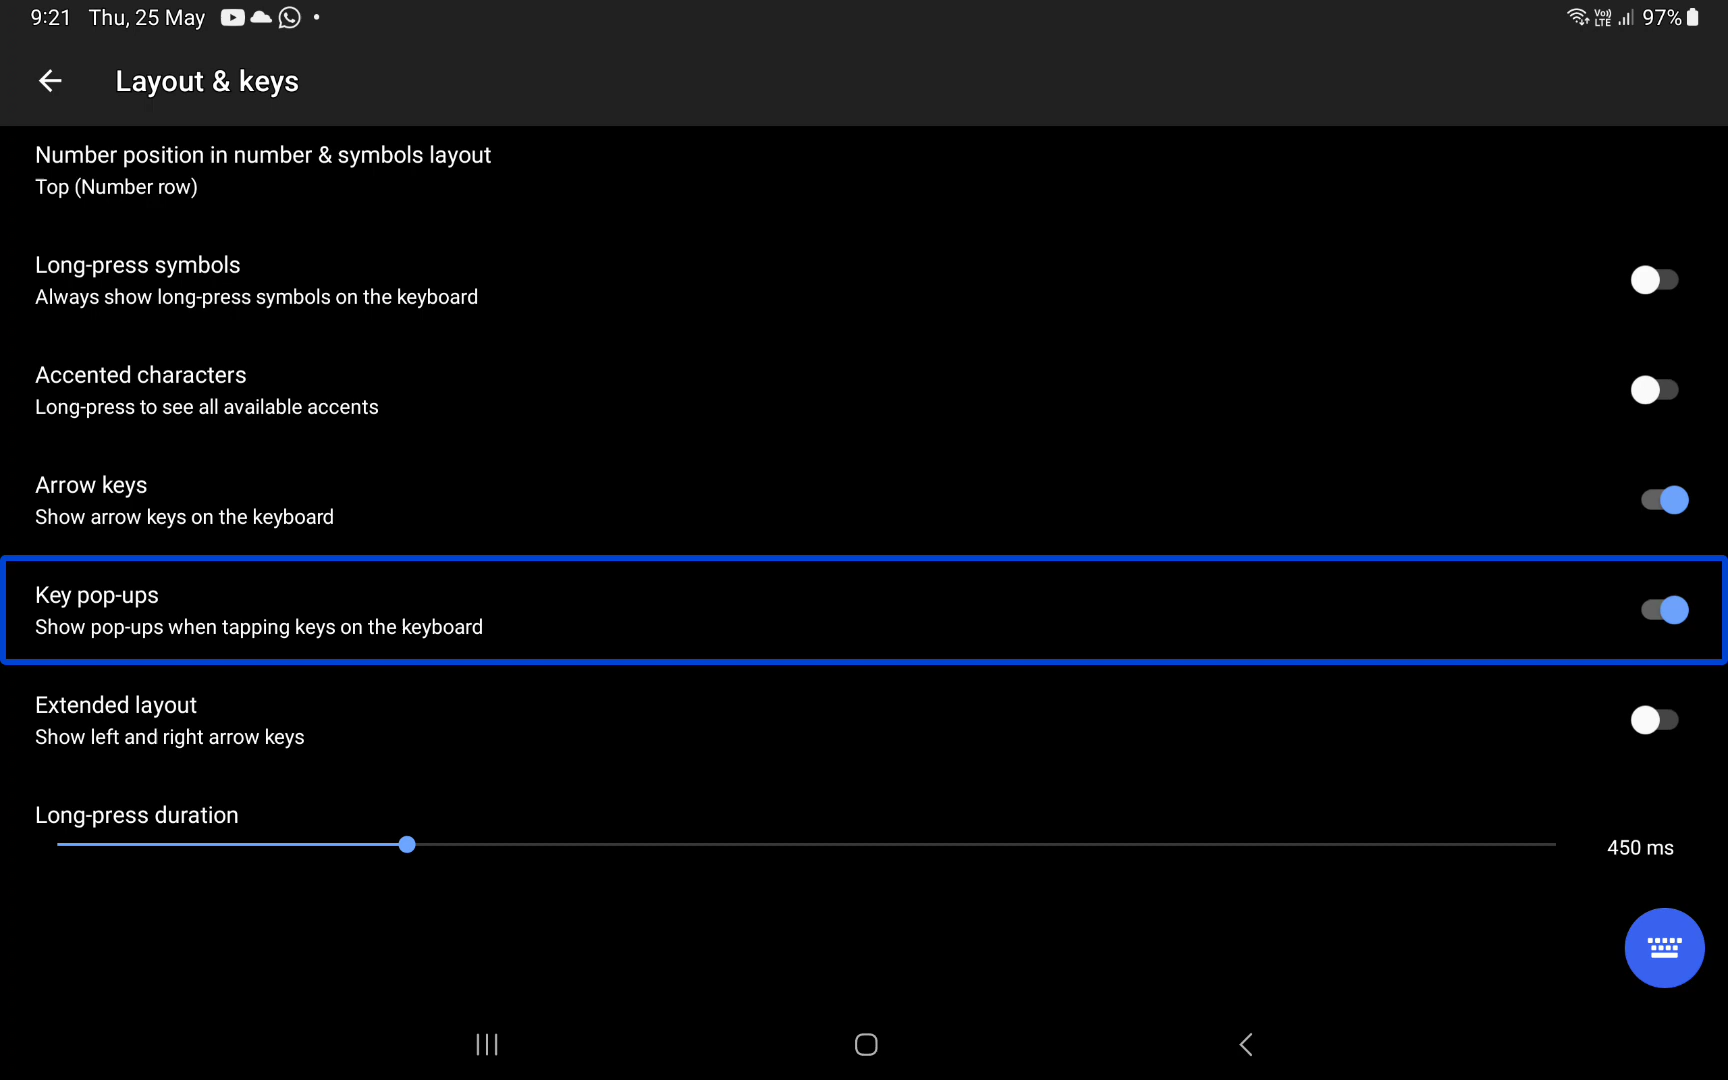 9:21 Thu, 25 May
Vo)) LTE 97%
Layout & keys
Number position in number & symbols layout
Top (Number row)
Long-press symbols
Always show long-press symbols on the keyboard
Accented characters
Long-press to see all available accents
Arrow keys
Show arrow keys on the keyboard
Key pop-ups
Show pop-ups when tapping keys on the keyboard
Extended layout
Show left and right arrow keys
Long-press duration
450 ms